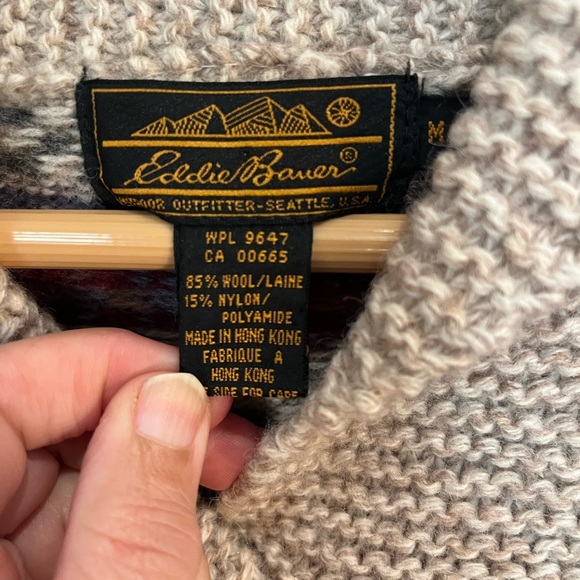 Eddie Bauer®
OUTDOOR OUTFITTER-SEATTLE, U.S.A.
M
WPL 9647
CA 00665
85% WOOL/LAINE
15% NYLON/
POLYAMIDE
MADE IN HONG KONG
FABRIQUE A
HONG KONG
SIDE FOR CARE